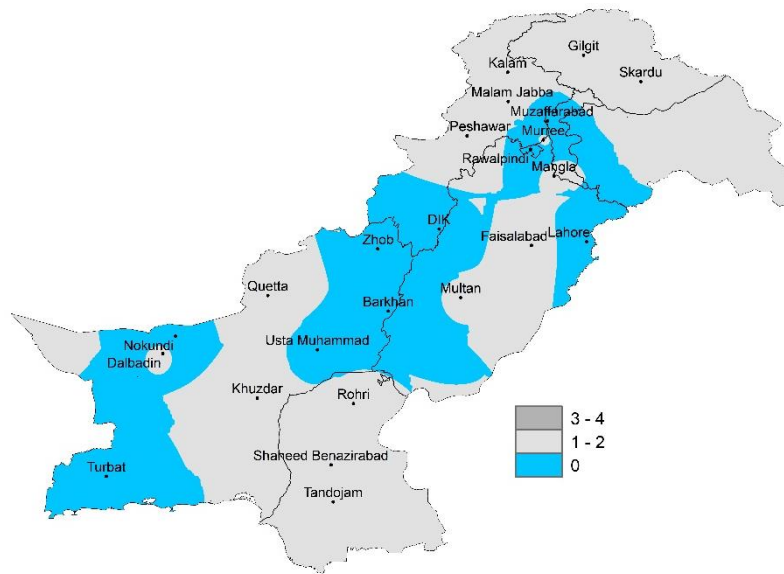 Gilgit
Kalam
Skardu
Malam Jabba
Muzaffarabad
Peshawar
Murree
Rawalpindi
Mangla
DIK
Faisalabad
Lahore
Zhob
Quetta
Multan
Barkhan
Nokundi
Usta Muhammad
Dalbadin
Khuzdar
Rohri
3 - 4
1 - 2
Shaheed Benazirabad
0
Turbat
Tandojam